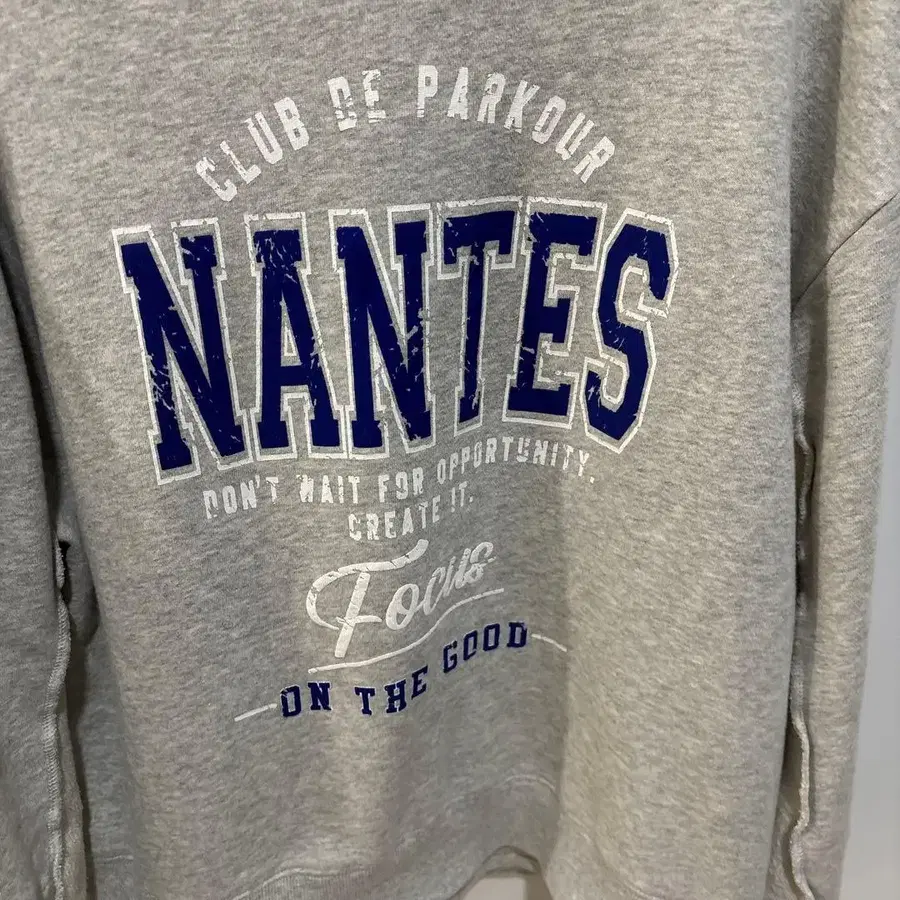 CLUB DE PARKOUR
NANTES
DON'T WAIT FOR OPPORTUNITY.
CREATE IT.
Focus
ON THE GOOD